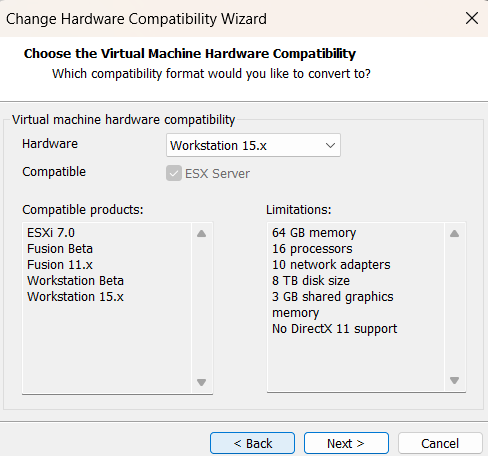 Change Hardware Compatibility Wizard
Choose the Virtual Machine Hardware Compatibility
Which compatibility format would you like to convert to?
Virtual machine hardware compatibility
Hardware
Workstation 15.x
Compatible
ESX Server
Compatible products:
ESXi 7.0
Fusion Beta
Fusion 11.x
Workstation Beta
Workstation 15.x
Limitations:
64 GB memory
16 processors
10 network adapters
8 TB disk size
3 GB shared graphics
memory
No DirectX 11 support
< Back
Next >
Cancel